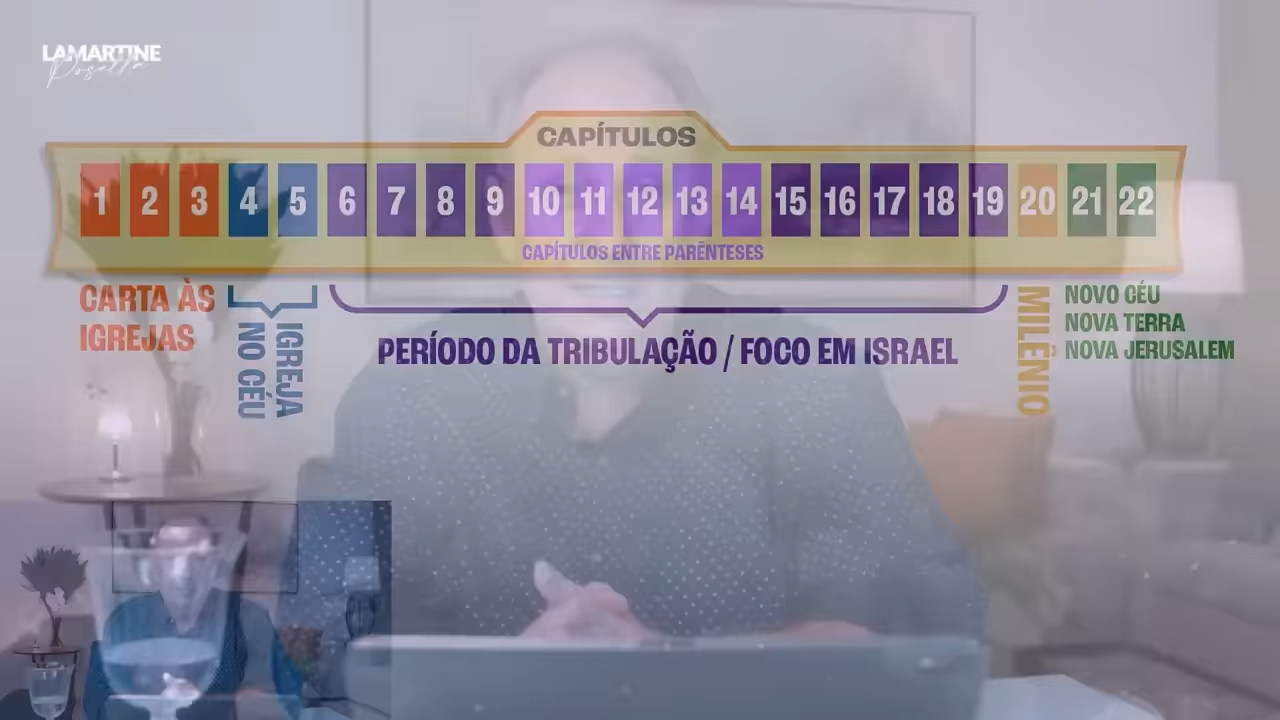 LAMARTINE
Posella
CAPÍTULOS
1 2 3 4 5 6 7 8 9 10 11 12 13 14 15 16 17 18 19 20 21 22
CAPÍTULOS ENTRE PARÊNTESES
CARTA ÀS
IGREJAS
IGREJA
NO CÉU
PERÍODO DA TRIBULAÇÃO / FOCO EM ISRAEL
MILÊNIO
NOVO CÉU
NOVA TERRA
NOVA JERUSALEM